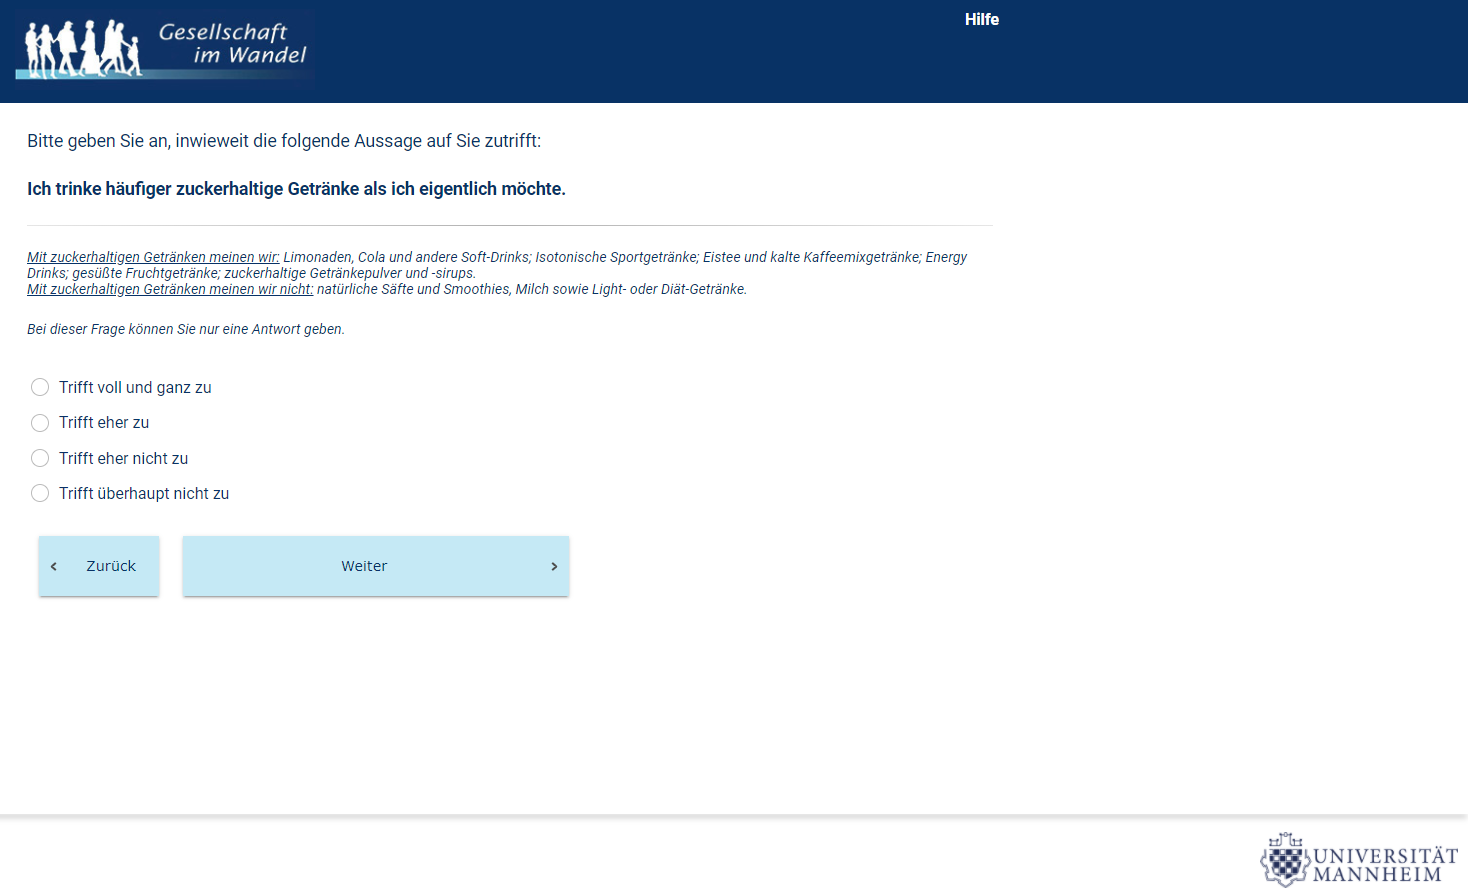 Gesellschaft
im Wandel
Hilfe
Bitte geben Sie an, inwieweit die folgende Aussage auf Sie zutrifft:
Ich trinke häufiger zuckerhaltige Getränke als ich eigentlich möchte.
Mit zuckerhaltigen Getränken meinen wir: Limonaden, Cola und andere Soft-Drinks; Isotonische Sportgetränke; Eistee und kalte Kaffeemixgetränke; Energy
Drinks; gesüßte Fruchtgetränke; zuckerhaltige Getränkepulver und -sirups.
Mit zuckerhaltigen Getränken meinen wir nicht: natürliche Säfte und Smoothies, Milch sowie Light- oder Diät-Getränke.
Bei dieser Frage können Sie nur eine Antwort geben.
Trifft voll und ganz zu
Trifft eher zu
Trifft eher nicht zu
Trifft überhaupt nicht zu
Zurück
Weiter
UNIVERSITÄT
MANNHEIM